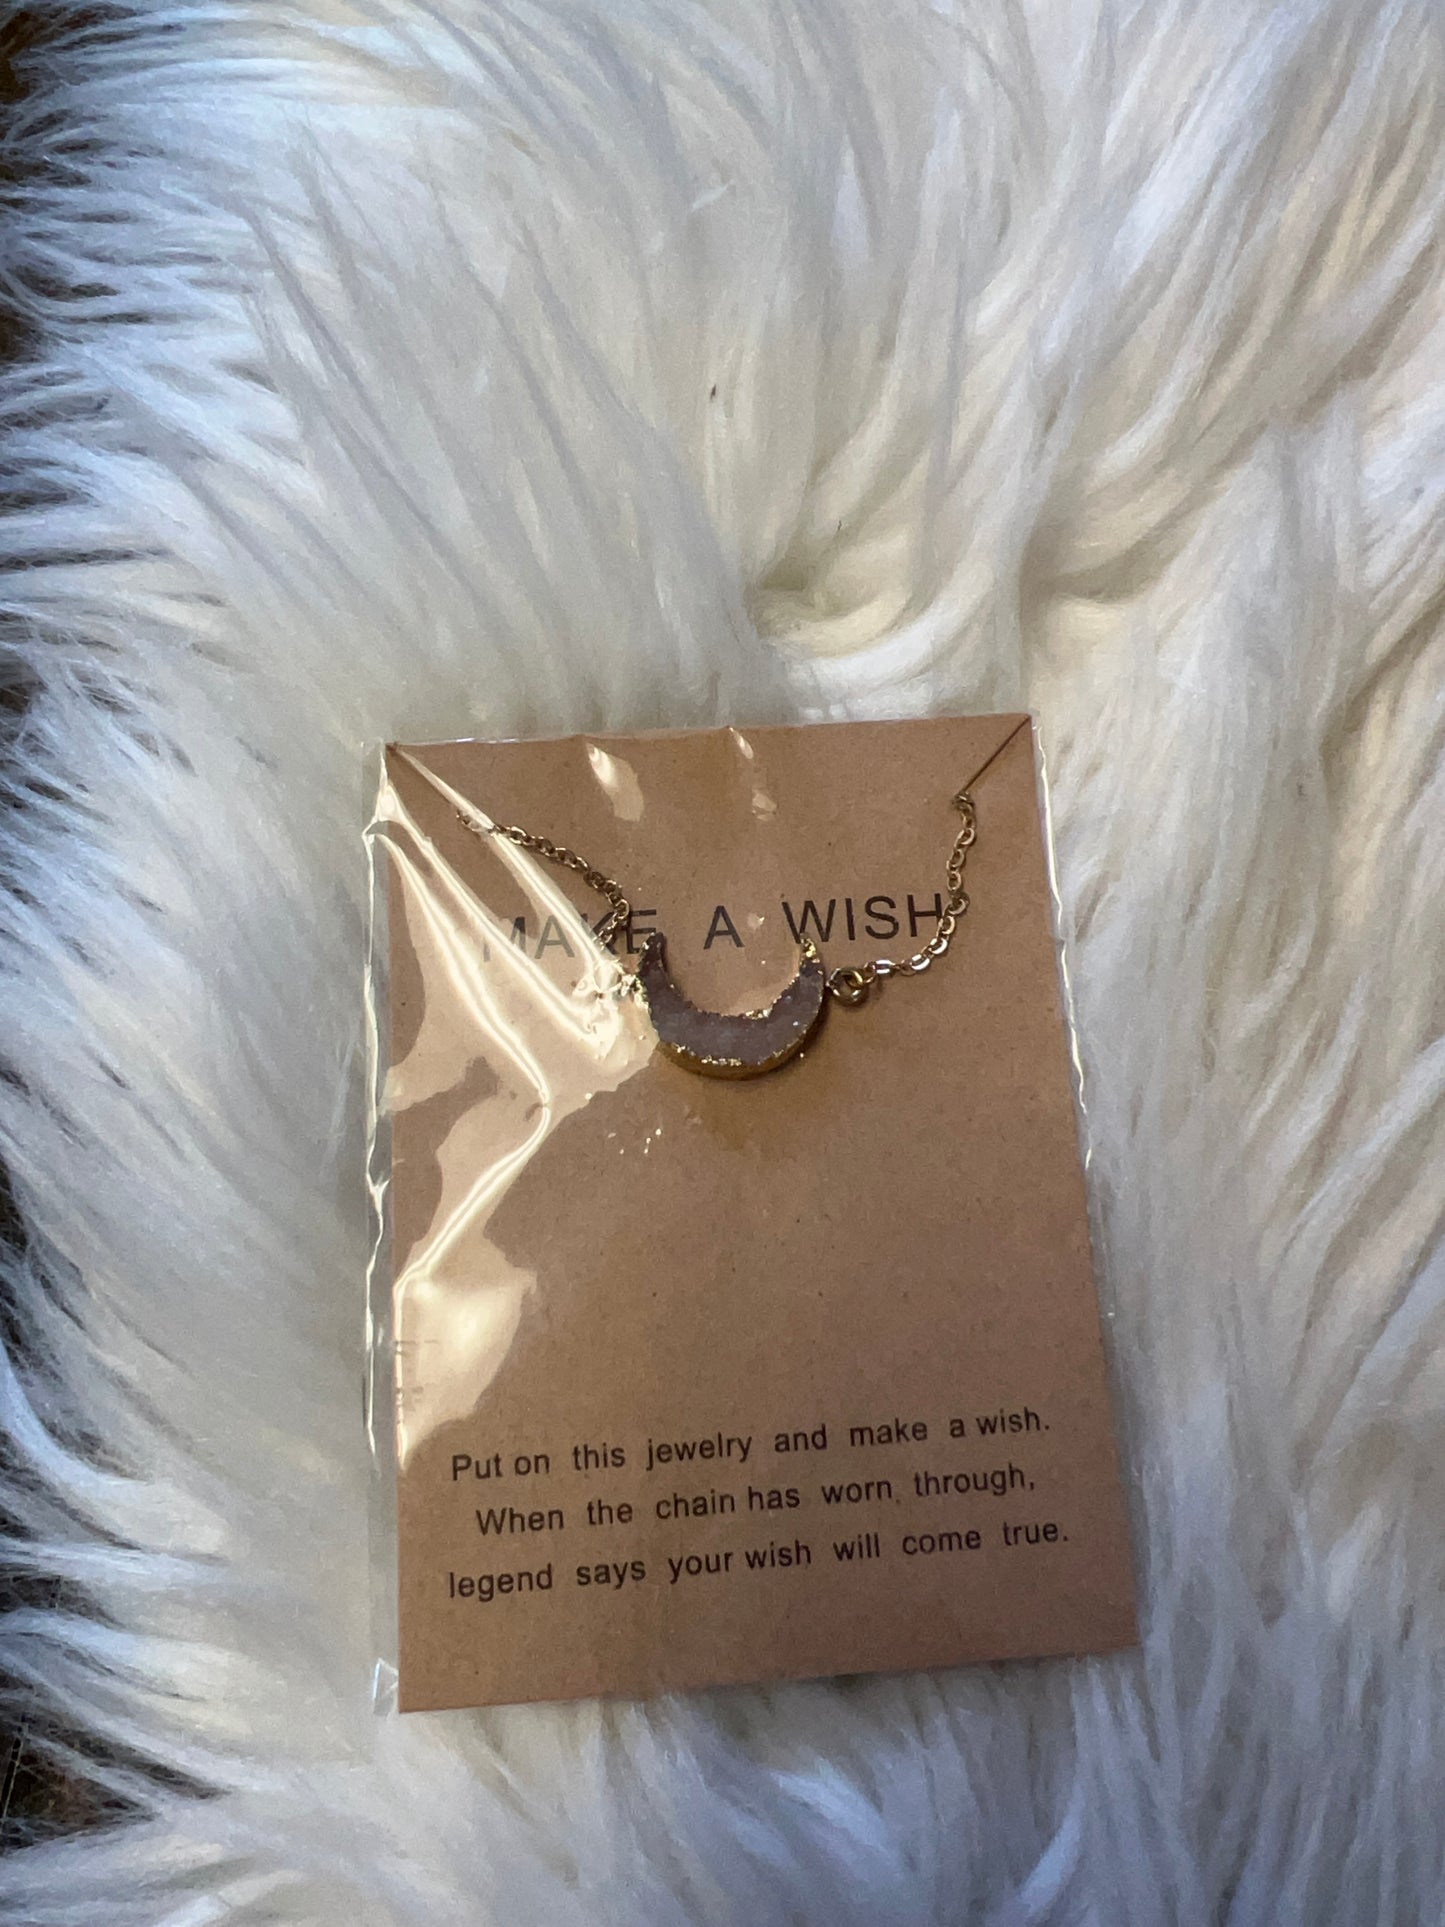 MAKE A WISH
Put on this jewelry and make a wish.
When the chain has worn through,
legend says your wish will come true.